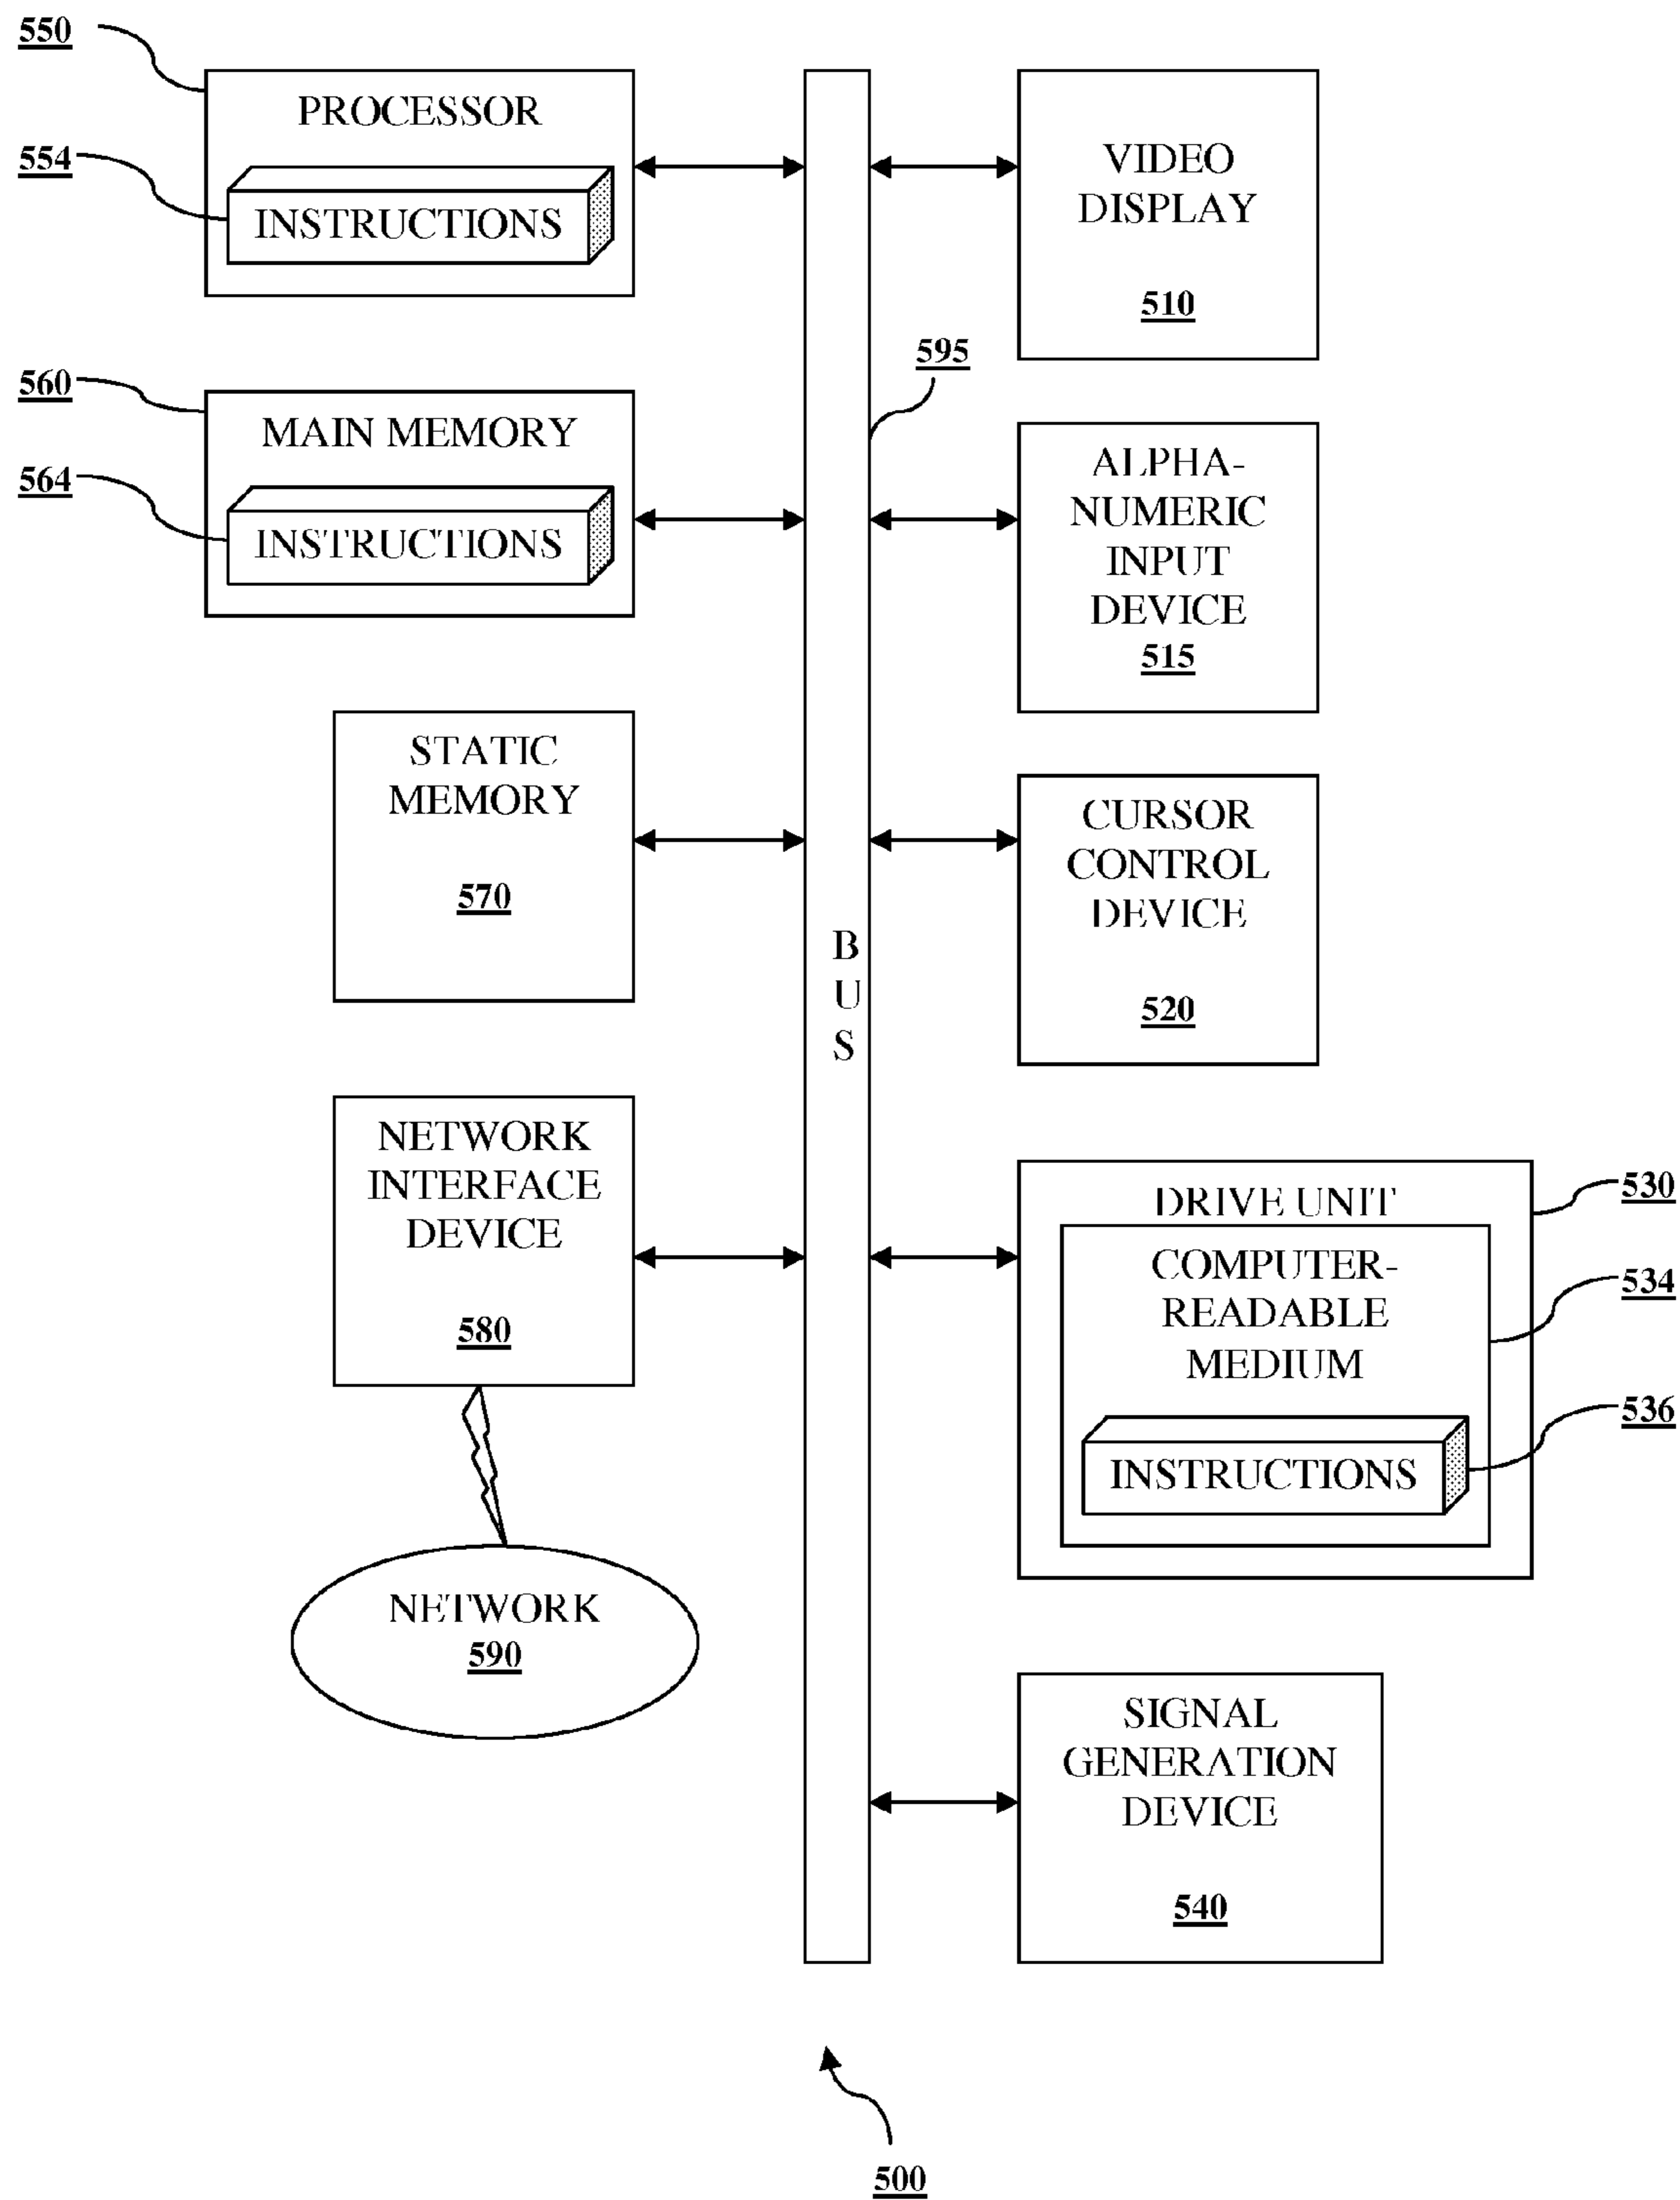 550
PROCESSOR
554
INSTRUCTIONS
560
MAIN MEMORY
564
INSTRUCTIONS
STATIC
MEMORY
570
NETWORK
INTERFACE
DEVICE
580
NETWORK
590
B
U
S
595
VIDEO
DISPLAY
510
ALPHA-
NUMERIC
INPUT
DEVICE
515
CURSOR
CONTROL
DEVICE
520
DRIVE UNIT
530
COMPUTER-
READABLE
MEDIUM
534
INSTRUCTIONS
536
SIGNAL
GENERATION
DEVICE
540
500